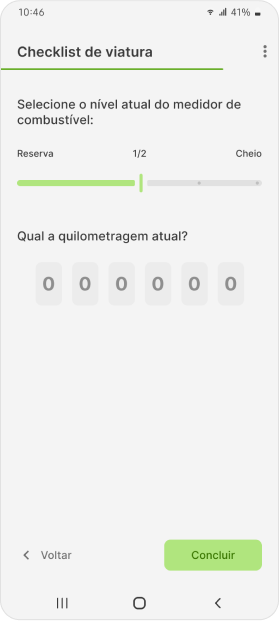 10:46
41%
Checklist de viatura
Selecione o nível atual do medidor de
combustível:
Reserva 1/2 Cheio
Qual a quilometragem atual?
0 0 0 0 0 0
Voltar Concluir